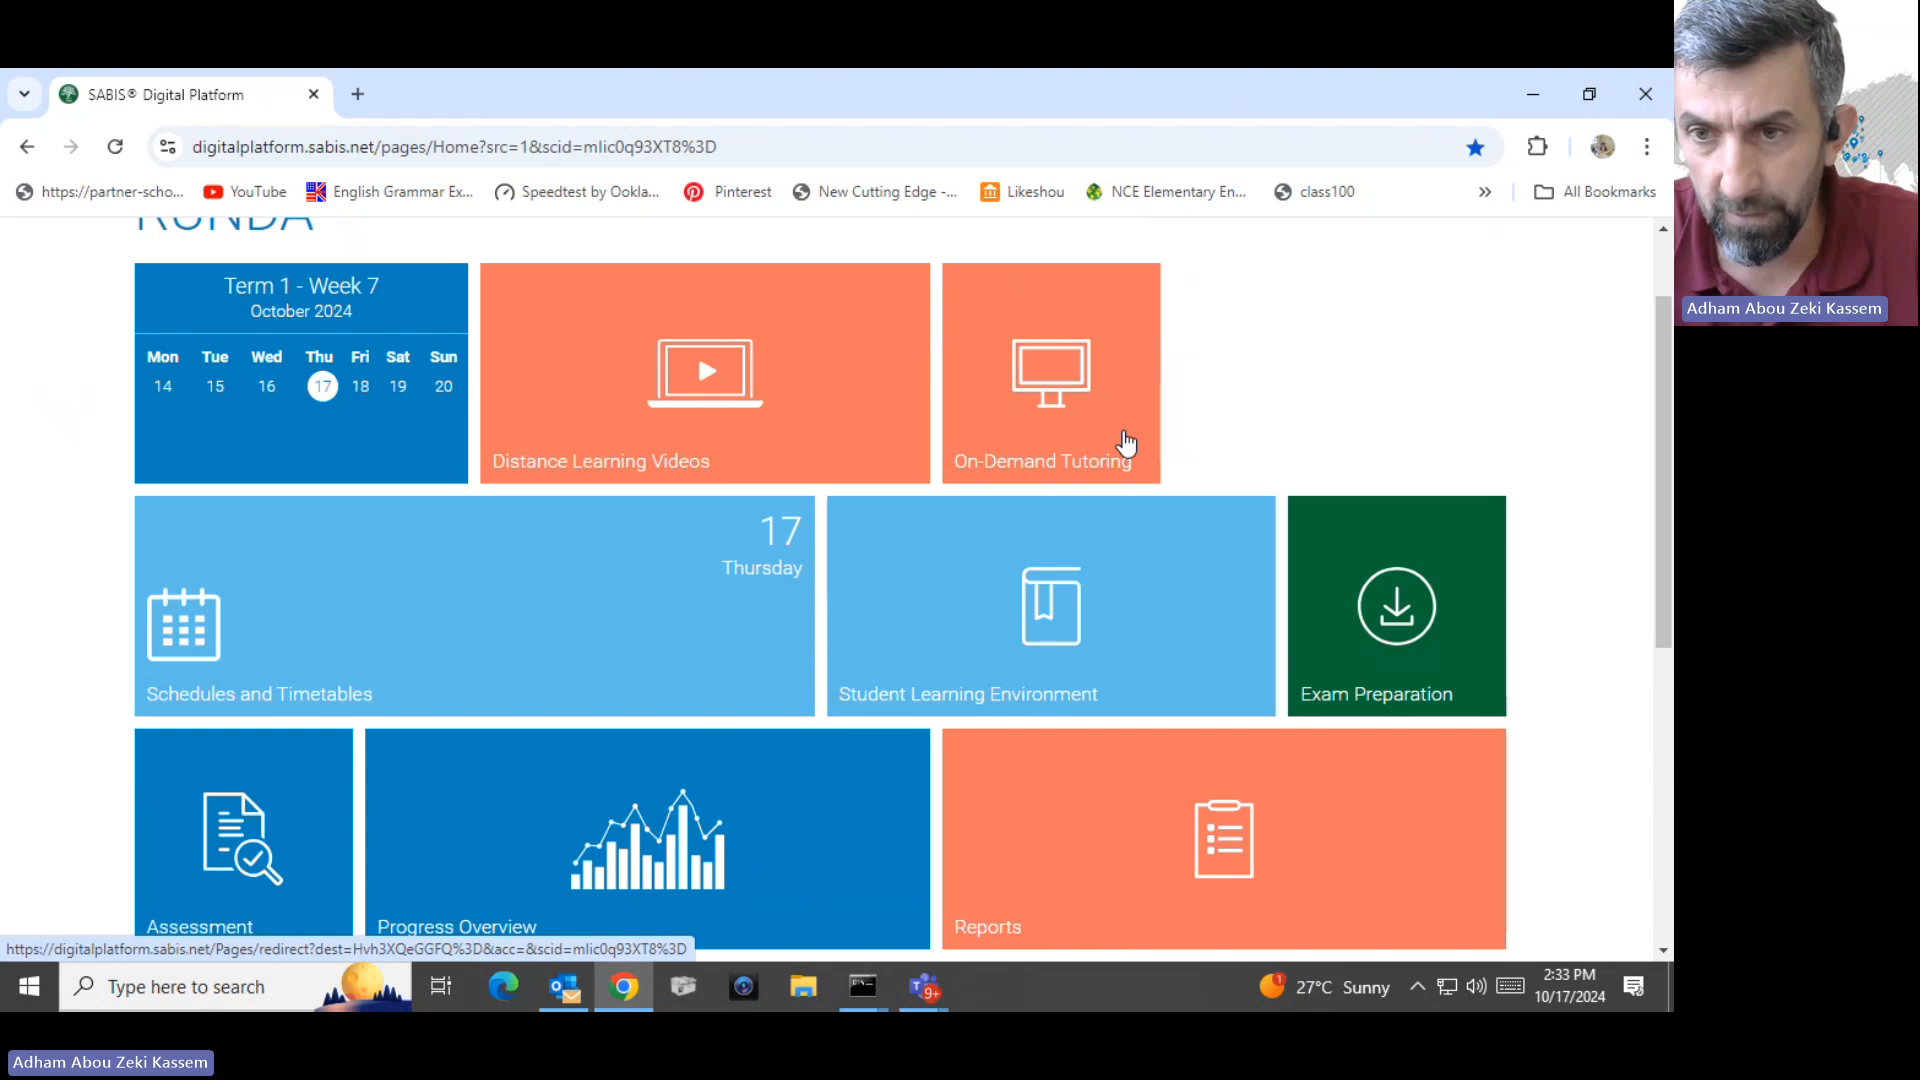 SABIS® Digital Platform
digitalplatform.sabis.net/pages/Home?src=1&scid=mlic0q93XT8%3D
https://partner-scho... YouTube English Grammar Ex... Speedtest by Ookla... Pinterest New Cutting Edge -... Likeshou NCE Elementary En... class100 » All Bookmarks
RUNDA
Term 1 - Week 7
October 2024
Mon Tue Wed Thu Fri Sat Sun
14 15 16 17 18 19 20
Distance Learning Videos
On-Demand Tutoring
17
Thursday
Schedules and Timetables
Student Learning Environment
Exam Preparation
Assessment
Progress Overview
Reports
https://digitalplatform.sabis.net/Pages/redirect?dest=Hvh3XQeGGFQ%3D&acc=&scid=mlic0q93XT8%3D
Type here to search
9+
1
27°C Sunny
2:33 PM
10/17/2024
Adham Abou Zeki Kassem
Adham Abou Zeki Kassem